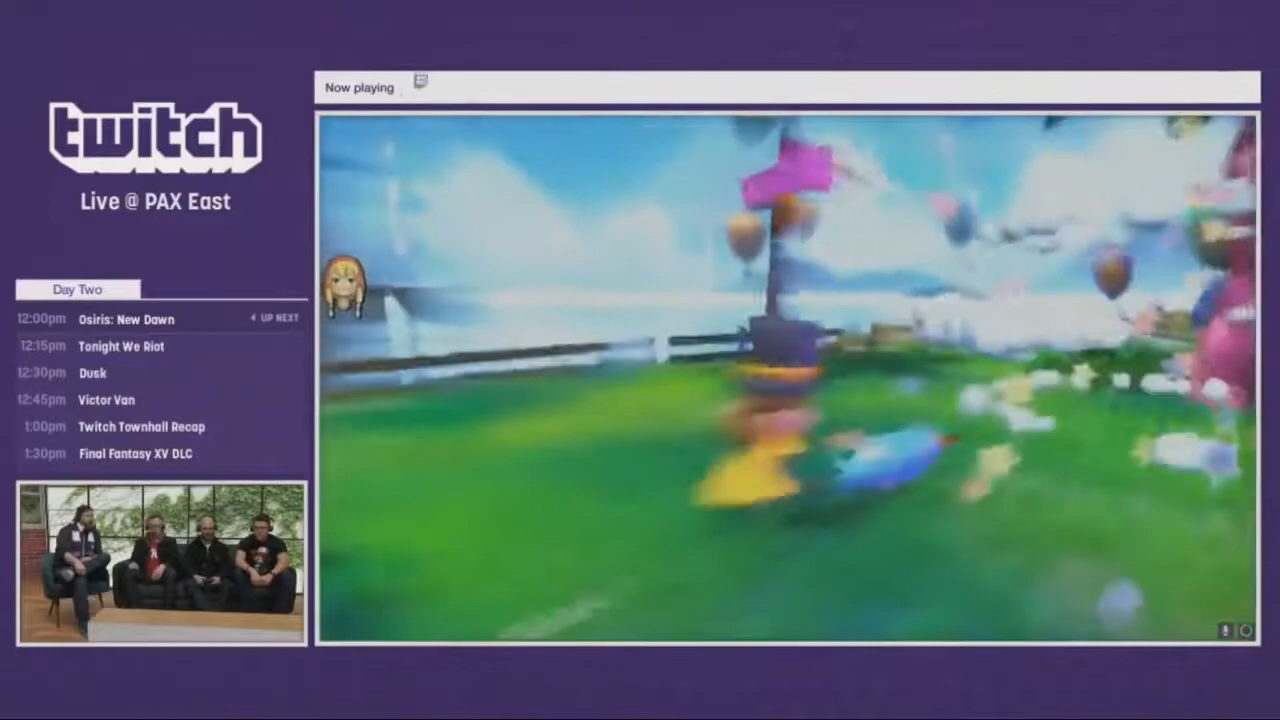 twitch
Live @ PAX East
Now playing
Day Two
12:00pm Osiris: New Dawn UP NEXT
12:15pm Tonight We Riot
12:30pm Dusk
12:45pm Victor Van
1:00pm Twitch Townhall Recap
1:30pm Final Fantasy XV DLC